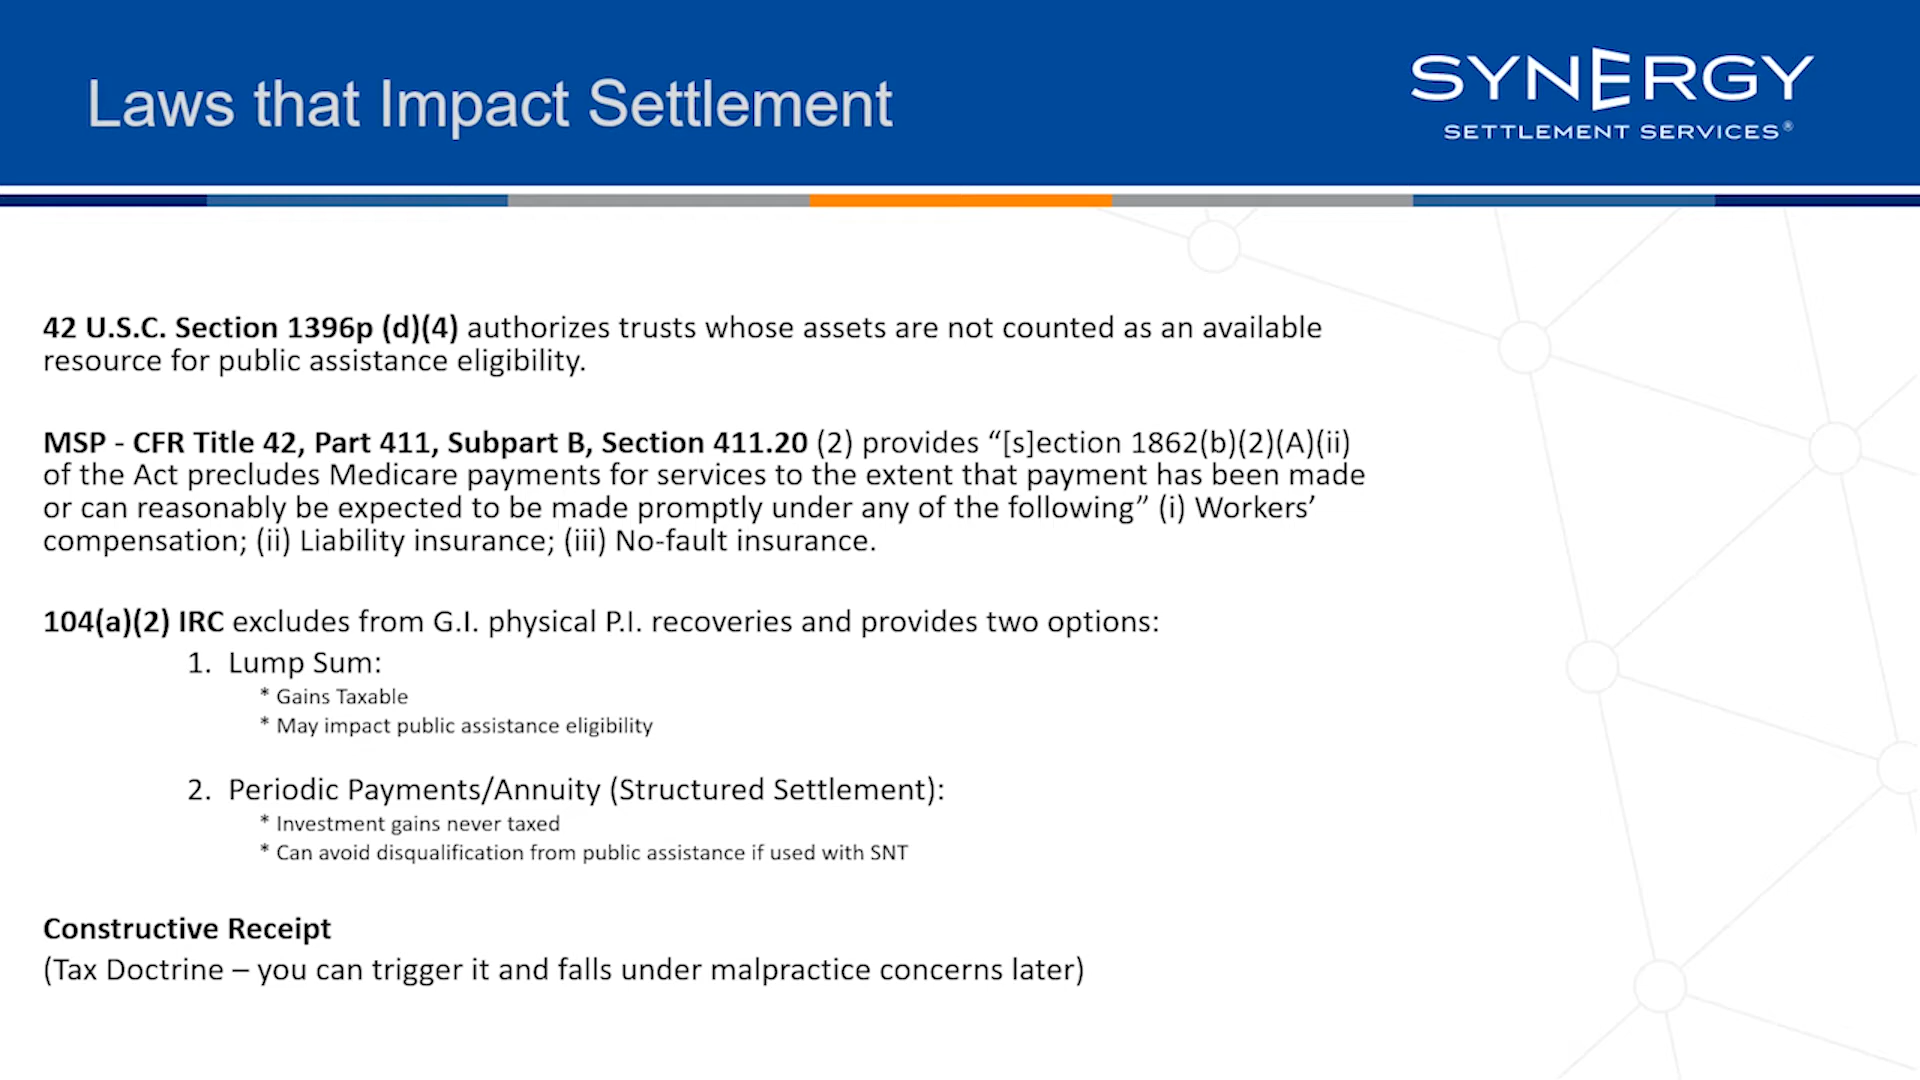 Laws that Impact Settlement
SYNERGY
SETTLEMENT SERVICES®
42 U.S.C. Section 1396p (d)(4) authorizes trusts whose assets are not counted as an available
resource for public assistance eligibility.
MSP - CFR Title 42, Part 411, Subpart B, Section 411.20 (2) provides “[s]ection 1862(b)(2)(A)(ii)
of the Act precludes Medicare payments for services to the extent that payment has been made
or can reasonably be expected to be made promptly under any of the following” (i) Workers’
compensation; (ii) Liability insurance; (iii) No-fault insurance.
104(a)(2) IRC excludes from G.I. physical P.I. recoveries and provides two options:
1. Lump Sum:
* Gains Taxable
* May impact public assistance eligibility
2. Periodic Payments/Annuity (Structured Settlement):
* Investment gains never taxed
* Can avoid disqualification from public assistance if used with SNT
Constructive Receipt
(Tax Doctrine – you can trigger it and falls under malpractice concerns later)